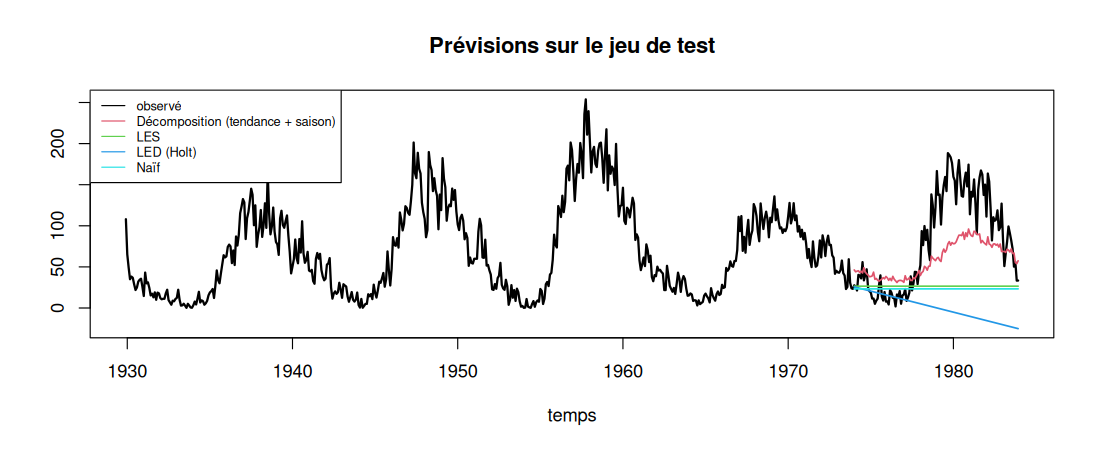 Prévisions sur le jeu de test
observé
Décomposition (tendance + saison)
LES
LED (Holt)
Naïf
200
100
50
0
1930 1940 1950 1960 1970 1980
temps